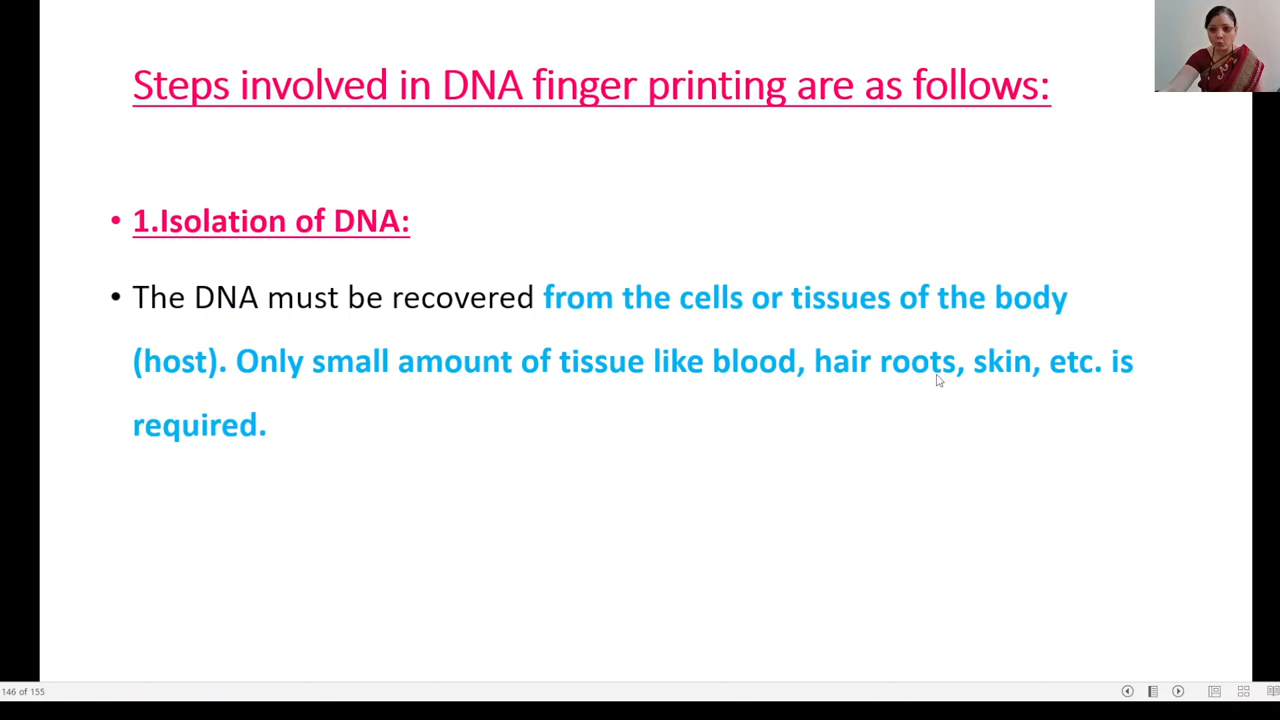 Steps involved in DNA finger printing are as follows:
• 1.Isolation of DNA:
• The DNA must be recovered from the cells or tissues of the body
(host). Only small amount of tissue like blood, hair roots, skin, etc. is
required.
146 of 155